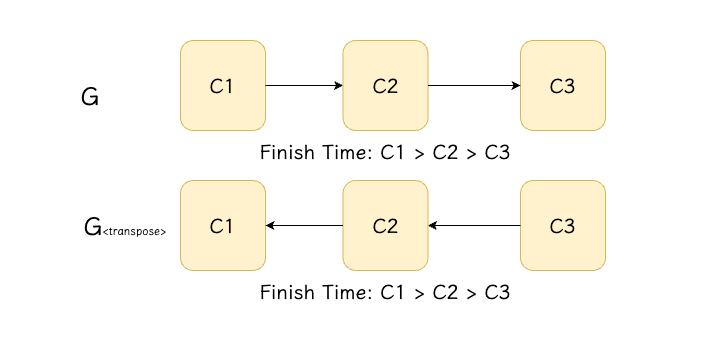 G
C1
C2
C3
Finish Time: C1 > C2 > C3
G<transpose>
C1
C2
C3
Finish Time: C1 > C2 > C3